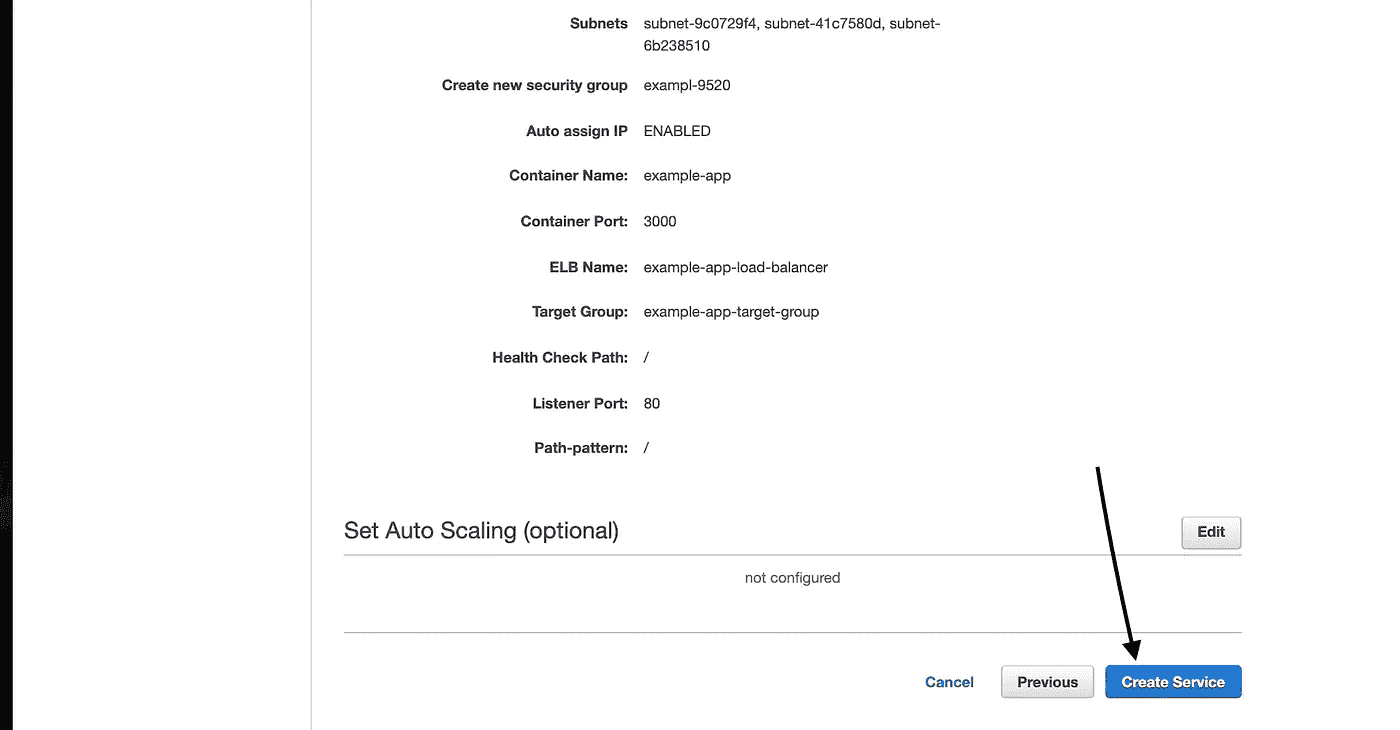 Subnets subnet-9c0729f4, subnet-41c7580d, subnet-
6b238510
Create new security group exampl-9520
Auto assign IP ENABLED
Container Name: example-app
Container Port: 3000
ELB Name: example-app-load-balancer
Target Group: example-app-target-group
Health Check Path: /
Listener Port: 80
Path-pattern: /
Set Auto Scaling (optional) Edit
not configured
Cancel Previous Create Service